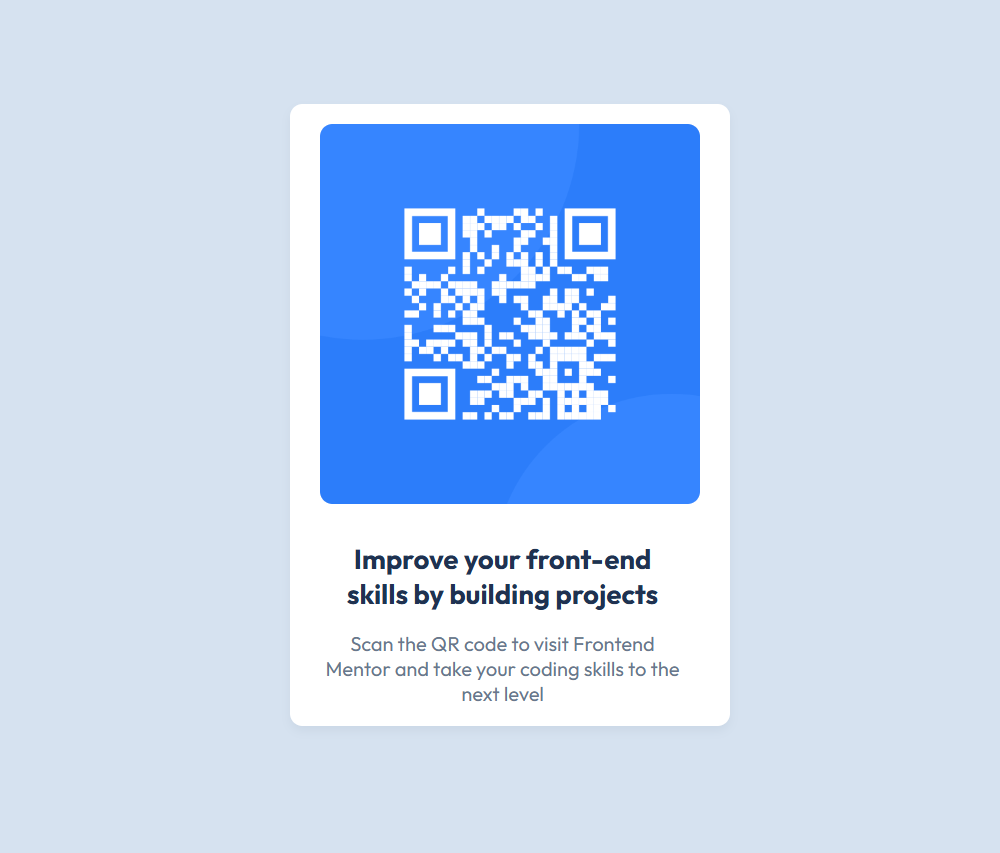 Improve your front-end
skills by building projects
Scan the QR code to visit Frontend
Mentor and take your coding skills to the
next level